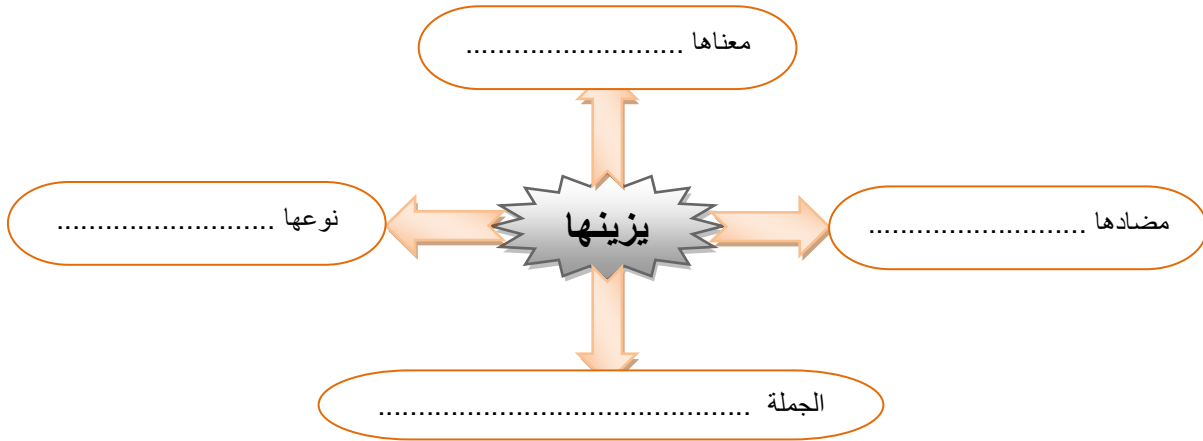 معناها ...........................
مضادها ...........................
يزينها
نوعها ...........................
الجملة ..............................................